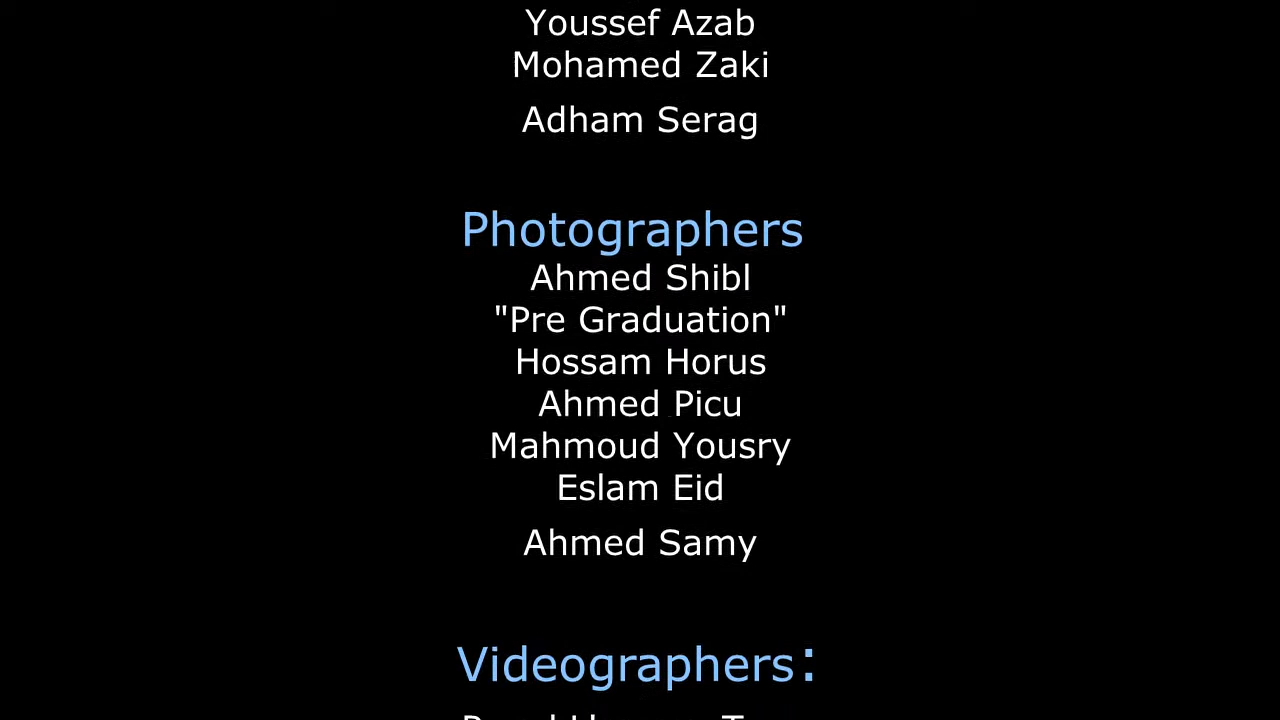 Youssef Azab
Mohamed Zaki
Adham Serag
Photographers
Ahmed Shibl
"Pre Graduation"
Hossam Horus
Ahmed Picu
Mahmoud Yousry
Eslam Eid
Ahmed Samy
Videographers: